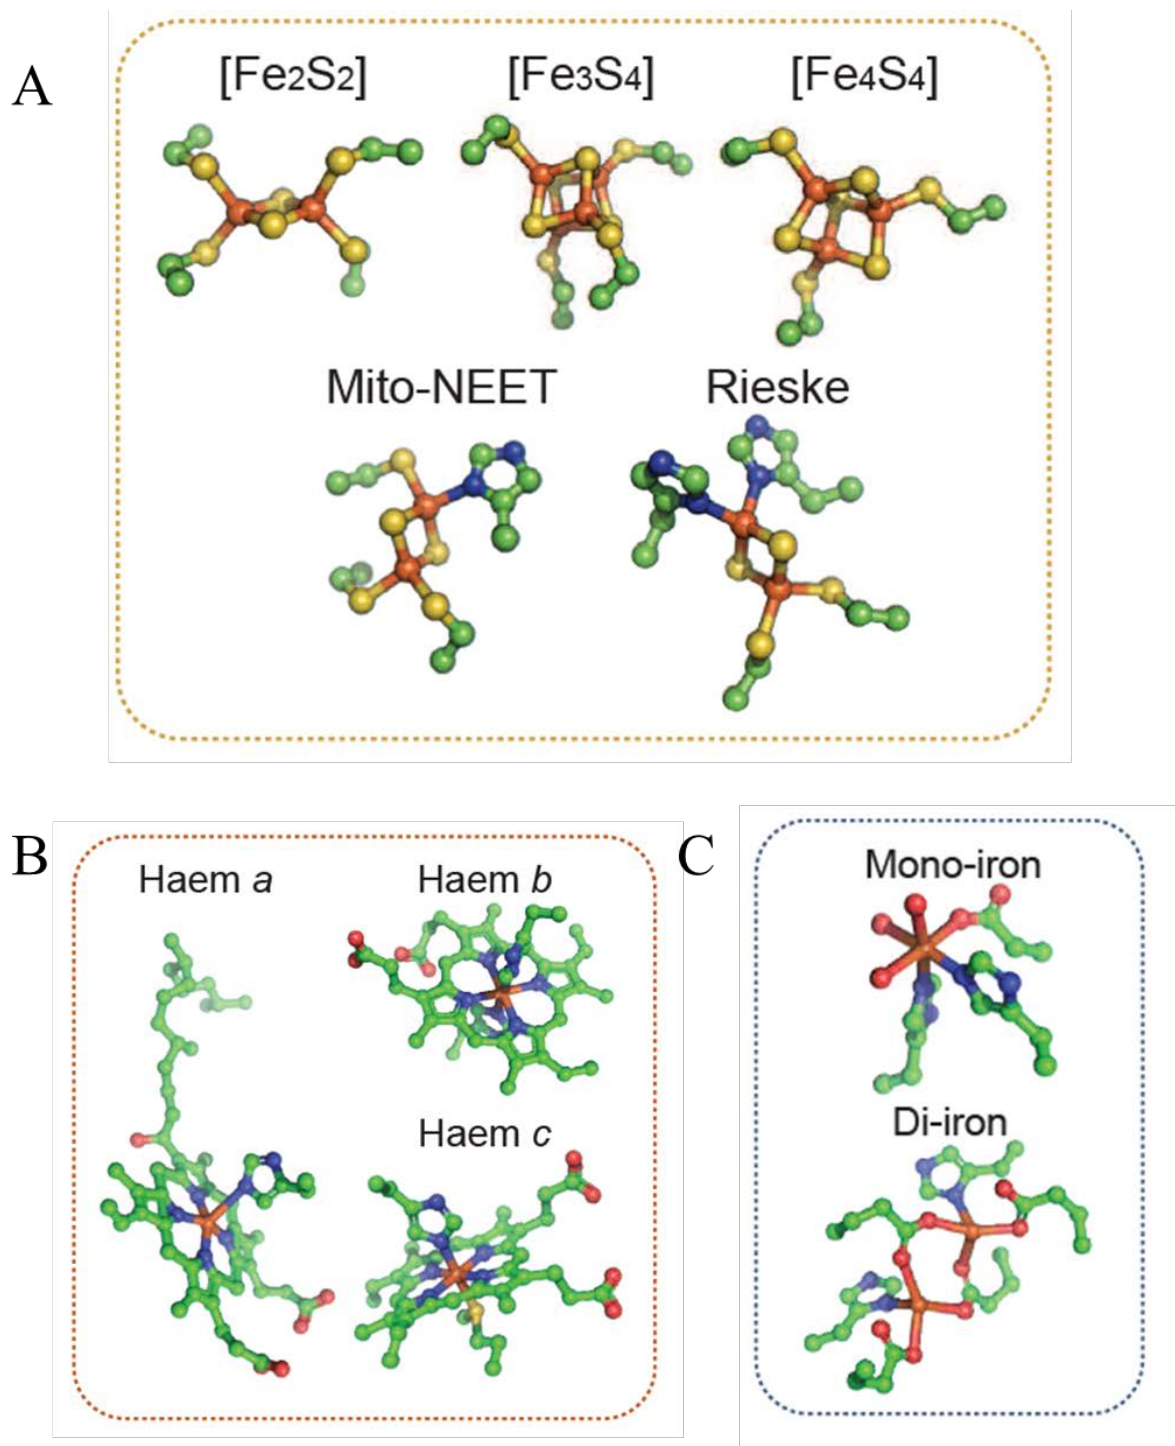 A
[Fe2S2] [Fe3S4] [Fe4S4]
Mito-NEET Rieske
B
Haem a Haem b
Haem c
C
Mono-iron
Di-iron